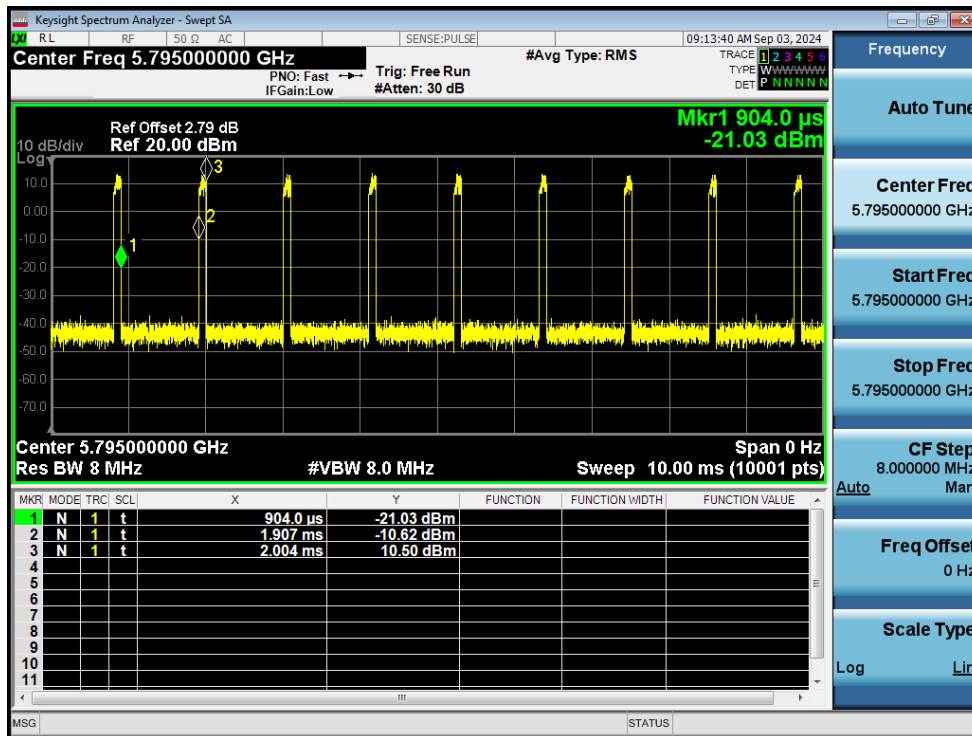 Keysight Spectrum Analyzer - Swept SA
LXI RL RF 50 Ω AC SENSE:PULSE 09:13:40 AM Sep 03, 2024
Center Freq 5.795000000 GHz
PNO: Fast
IFGain:Low
Trig: Free Run
#Atten: 30 dB
#Avg Type: RMS
TRACE 1 2 3 4 5 6
TYPE WWWWWW
DET P N N N N N
Ref Offset 2.79 dB
Ref 20.00 dBm
10 dB/div
Log
Mkr1 904.0 µs
-21.03 dBm
10.0
0.00
-10.0
-20.0
-30.0
-40.0
-50.0
-60.0
-70.0
1
2
3
Center 5.795000000 GHz Span 0 Hz
Res BW 8 MHz #VBW 8.0 MHz Sweep 10.00 ms (10001 pts)
MKR MODE TRC SCL X Y FUNCTION FUNCTION WIDTH FUNCTION VALUE
1 N 1 t 904.0 µs -21.03 dBm
2 N 1 t 1.907 ms -10.62 dBm
3 N 1 t 2.004 ms 10.50 dBm
4
5
6
7
8
9
10
11
MSG STATUS
Frequency
Auto Tune
Center Freq
5.795000000 GHz
Start Freq
5.795000000 GHz
Stop Freq
5.795000000 GHz
CF Step
8.000000 MHz
Auto Man
Freq Offset
0 Hz
Scale Type
Log Lin